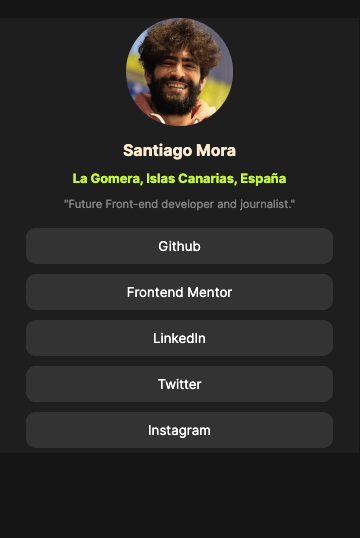 Santiago Mora
La Gomera, Islas Canarias, España
"Future Front-end developer and journalist."
Github
Frontend Mentor
LinkedIn
Twitter
Instagram